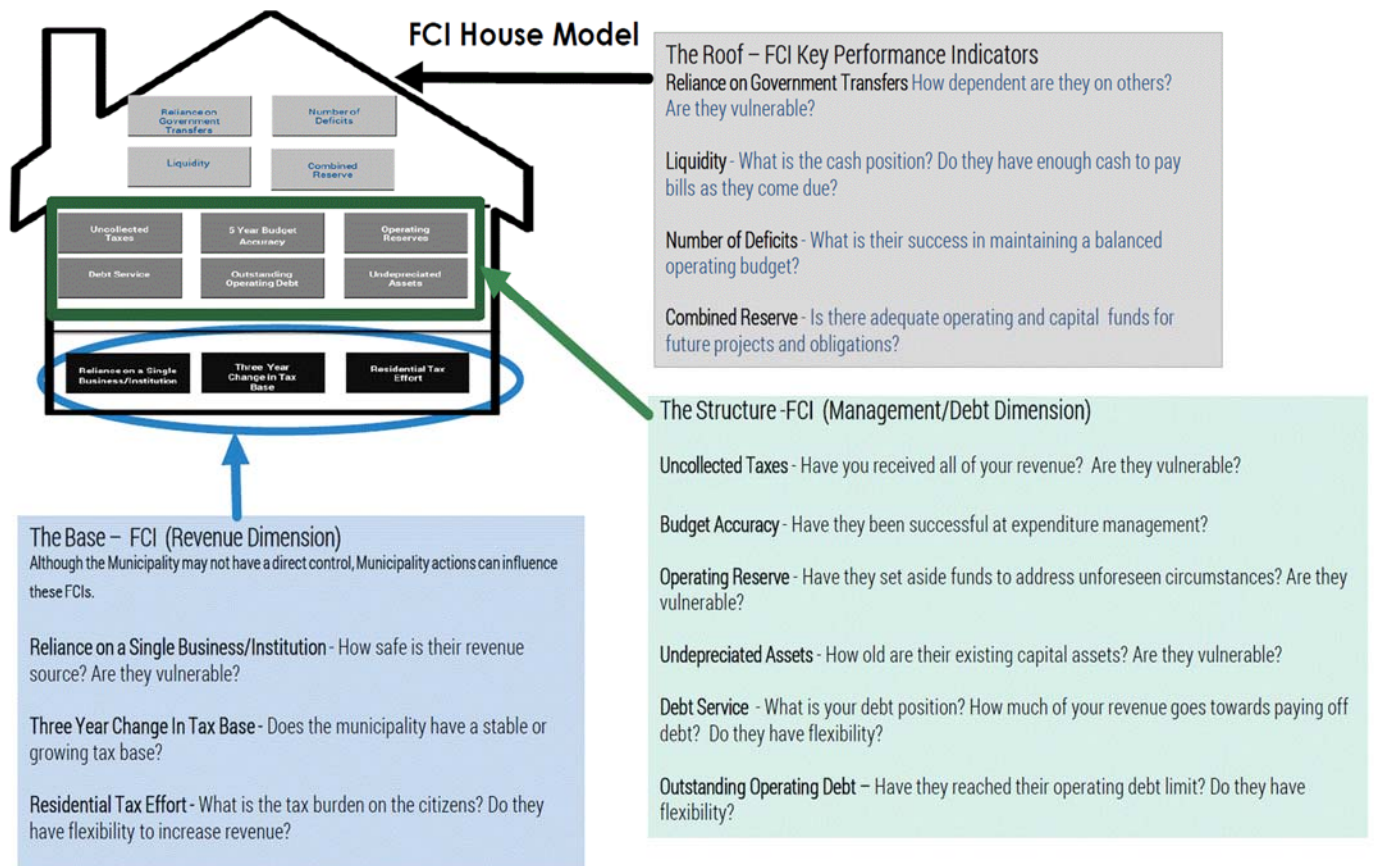 FCI House Model
Reliance on
Government
Transfers
Number of
Deficits
Liquidity
Combined
Reserve
Uncollected
Taxes
5 Year Budget
Accuracy
Operating
Reserves
Debt Service
Outstanding
Operating Debt
Undepreciated
Assets
Reliance on a Single
Business/Institution
Three Year
Change in Tax
Base
Residential Tax
Effort
The Roof – FCI Key Performance Indicators
Reliance on Government Transfers How dependent are they on others?
Are they vulnerable?
Liquidity - What is the cash position? Do they have enough cash to pay
bills as they come due?
Number of Deficits - What is their success in maintaining a balanced
operating budget?
Combined Reserve - Is there adequate operating and capital funds for
future projects and obligations?
The Structure -FCI (Management/Debt Dimension)
Uncollected Taxes - Have you received all of your revenue? Are they vulnerable?
Budget Accuracy - Have they been successful at expenditure management?
Operating Reserve - Have they set aside funds to address unforeseen circumstances? Are they
vulnerable?
Undepreciated Assets - How old are their existing capital assets? Are they vulnerable?
Debt Service - What is your debt position? How much of your revenue goes towards paying off
debt? Do they have flexibility?
Outstanding Operating Debt – Have they reached their operating debt limit? Do they have
flexibility?
The Base – FCI (Revenue Dimension)
Although the Municipality may not have a direct control, Municipality actions can influence
these FCIs.
Reliance on a Single Business/Institution - How safe is their revenue
source? Are they vulnerable?
Three Year Change In Tax Base - Does the municipality have a stable or
growing tax base?
Residential Tax Effort - What is the tax burden on the citizens? Do they
have flexibility to increase revenue?